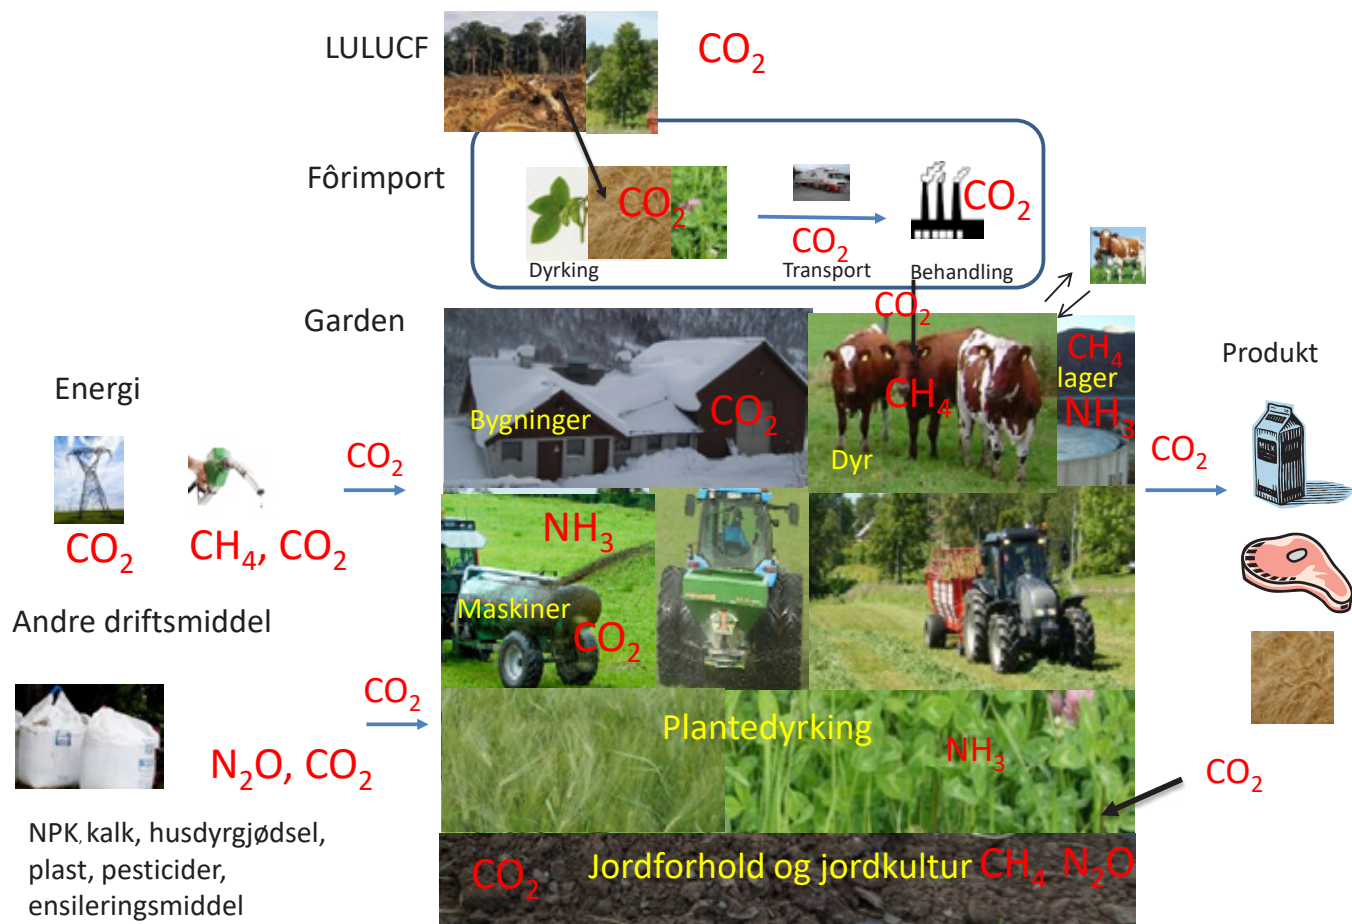 LULUCF
CO₂
Fôrimport
CO₂
CO₂
CO₂
Dyrking
Transport
Behandling
CO₂
Garden
CH₄
lager
NH₃
Produkt
Energi
Bygninger
CO₂
CH₄
Dyr
CO₂
CO₂
MILK
CO₂
CH₄, CO₂
NH₃
Maskiner
CO₂
Andre driftsmiddel
CO₂
Plantedyrking
NH₃
N₂O, CO₂
CO₂
NPK, kalk, husdyrgjødsel,
plast, pesticider,
ensileringsmiddel
CO₂
Jordforhold og jordkultur CH₄ N₂O